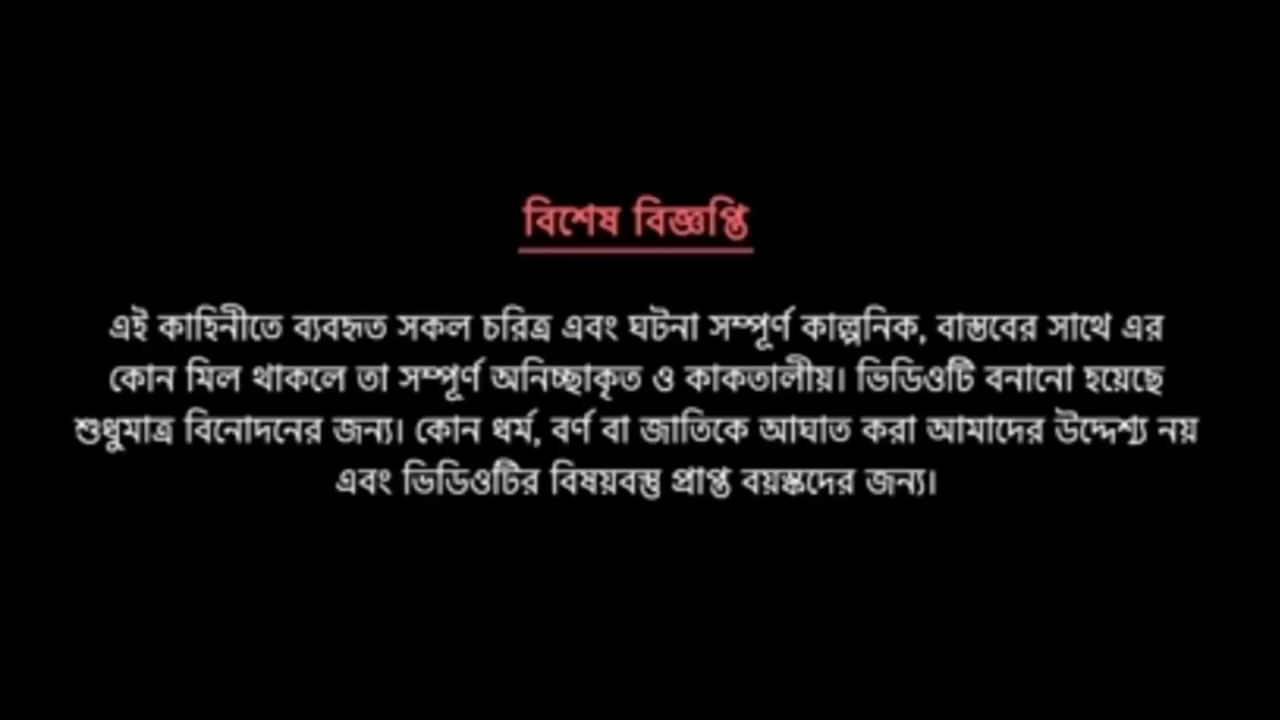 বিশেষ বিজ্ঞপ্তি
এই কাহিনীতে ব্যবহৃত সকল চরিত্র এবং ঘটনা সম্পূর্ণ কাল্পনিক, বাস্তবের সাথে এর
কোন মিল থাকলে তা সম্পূর্ণ অনিচ্ছাকৃত ও কাকতালীয়। ভিডিওটি বনানো হয়েছে
শুধুমাত্র বিনোদনের জন্য। কোন ধর্ম, বর্ণ বা জাতিকে আঘাত করা আমাদের উদ্দেশ্য নয়
এবং ভিডিওটির বিষয়বস্তু প্রাপ্ত বয়স্কদের জন্য।